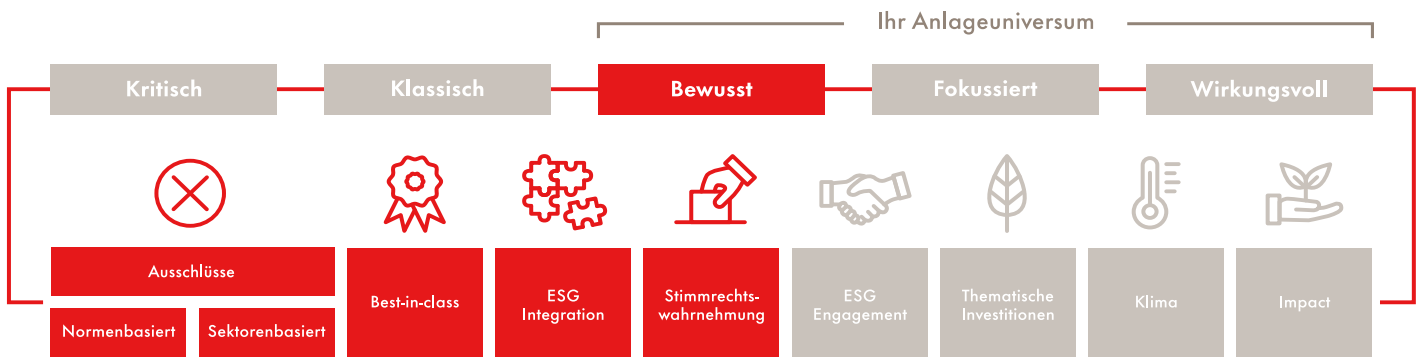 Ihr Anlageuniversum
Kritisch
Klassisch
Bewusst
Fokussiert
Wirkungsvoll
Ausschlüsse
Normenbasiert
Sektorenbasiert
Best-in-class
ESG
Integration
Stimmrechts-
wahrnehmung
ESG
Engagement
Thematische
Investitionen
Klima
Impact